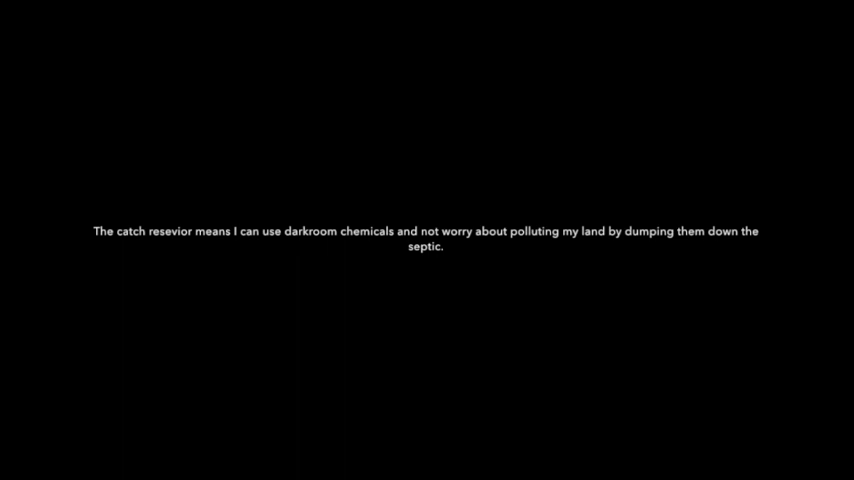 The catch resevior means I can use darkroom chemicals and not worry about polluting my land by dumping them down the
septic.